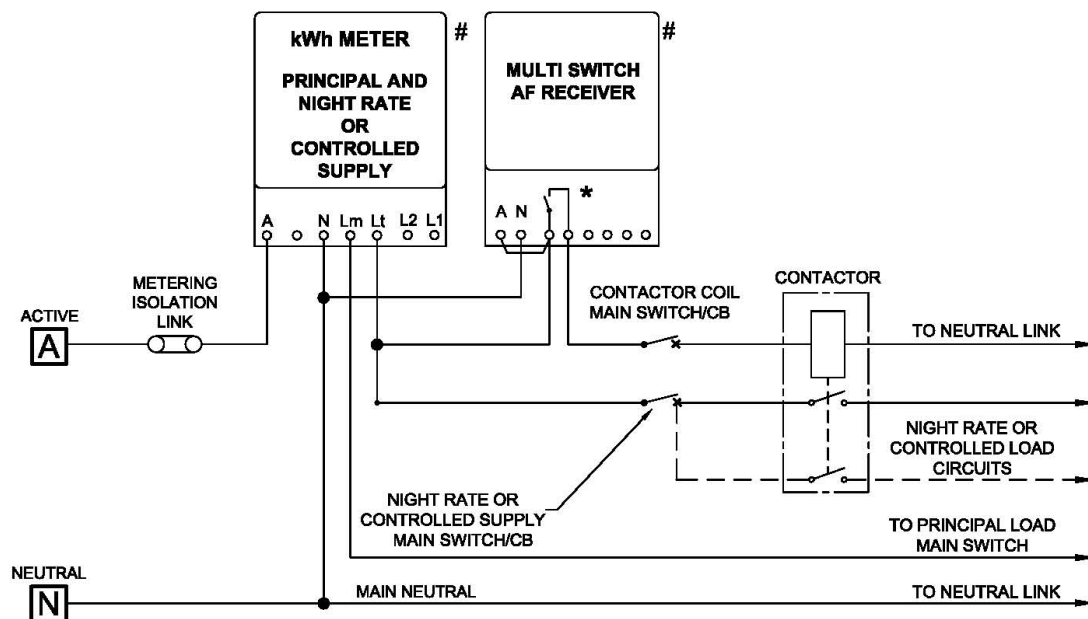 kWh METER
PRINCIPAL AND
NIGHT RATE
OR
CONTROLLED
SUPPLY
#
MULTI SWITCH
AF RECEIVER
#
A N Lm Lt L2 L1
A N *
METERING
ISOLATION
LINK
ACTIVE
A
CONTACTOR COIL
MAIN SWITCH/CB
CONTACTOR
TO NEUTRAL LINK
NIGHT RATE OR
CONTROLLED LOAD
CIRCUITS
NIGHT RATE OR
CONTROLLED SUPPLY
MAIN SWITCH/CB
TO PRINCIPAL LOAD
MAIN SWITCH
NEUTRAL
N
MAIN NEUTRAL
TO NEUTRAL LINK